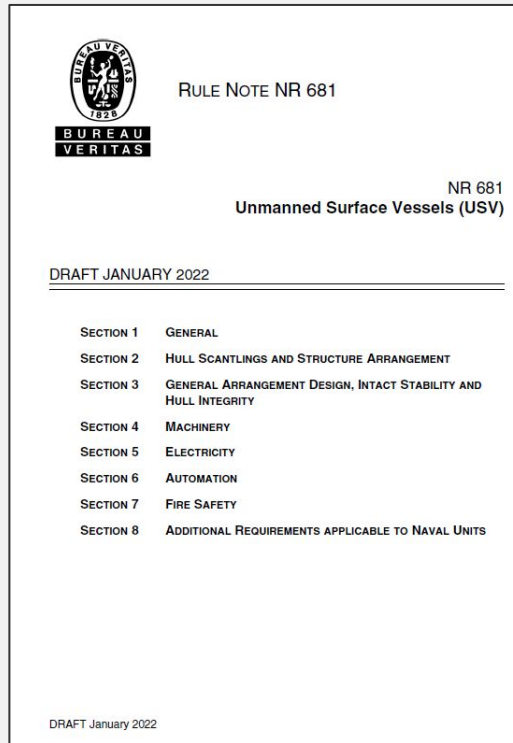 BUREAU VERITAS
1828
BUREAU
VERITAS
RULE NOTE NR 681
NR 681
Unmanned Surface Vessels (USV)
DRAFT JANUARY 2022
SECTION 1 GENERAL
SECTION 2 HULL SCANTLINGS AND STRUCTURE ARRANGEMENT
SECTION 3 GENERAL ARRANGEMENT DESIGN, INTACT STABILITY AND
HULL INTEGRITY
SECTION 4 MACHINERY
SECTION 5 ELECTRICITY
SECTION 6 AUTOMATION
SECTION 7 FIRE SAFETY
SECTION 8 ADDITIONAL REQUIREMENTS APPLICABLE TO NAVAL UNITS
DRAFT January 2022